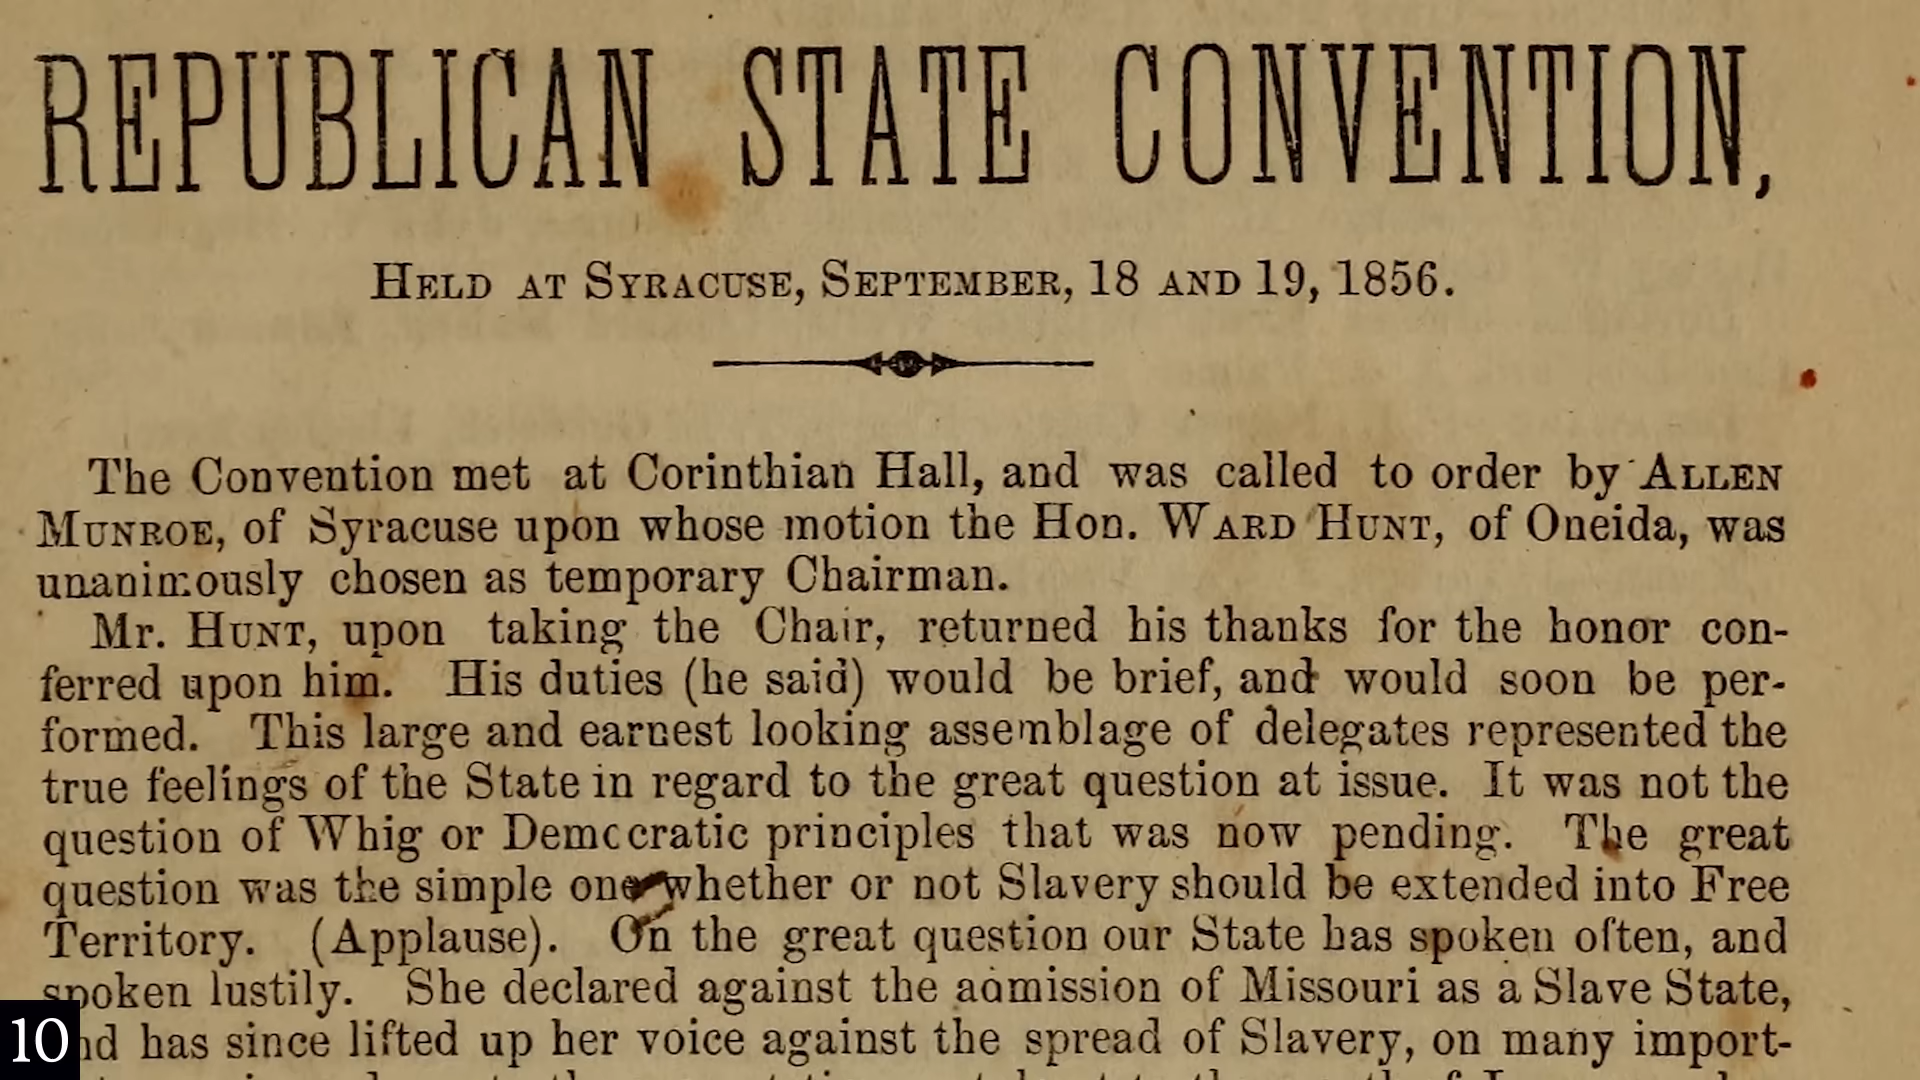 REPUBLICAN STATE CONVENTION,
HELD AT SYRACUSE, SEPTEMBER, 18 AND 19, 1856.
The Convention met at Corinthian Hall, and was called to order by ALLEN
MUNROE, of Syracuse upon whose motion the Hon. WARD HUNT, of Oneida, was
unanimously chosen as temporary Chairman.
Mr. HUNT, upon taking the Chair, returned his thanks for the honor con-
ferred upon him. His duties (he said) would be brief, and would soon be per-
formed. This large and earnest looking assemblage of delegates represented the
true feelings of the State in regard to the great question at issue. It was not the
question of Whig or Democratic principles that was now pending. The great
question was the simple one whether or not Slavery should be extended into Free
Territory. (Applause). On the great question our State has spoken often, and
spoken lustily. She declared against the admission of Missouri as a Slave State,
has since lifted up her voice against the spread of Slavery, on many import-
10